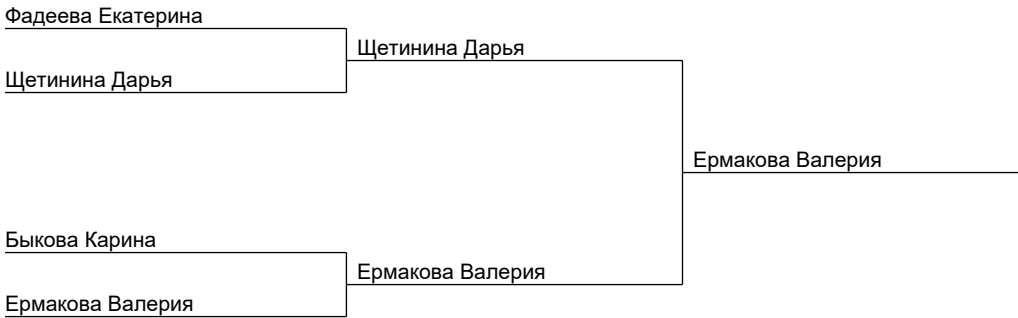 Фадеева Екатерина
Щетинина Дарья
Щетинина Дарья
Ермакова Валерия
Быкова Карина
Ермакова Валерия
Ермакова Валерия